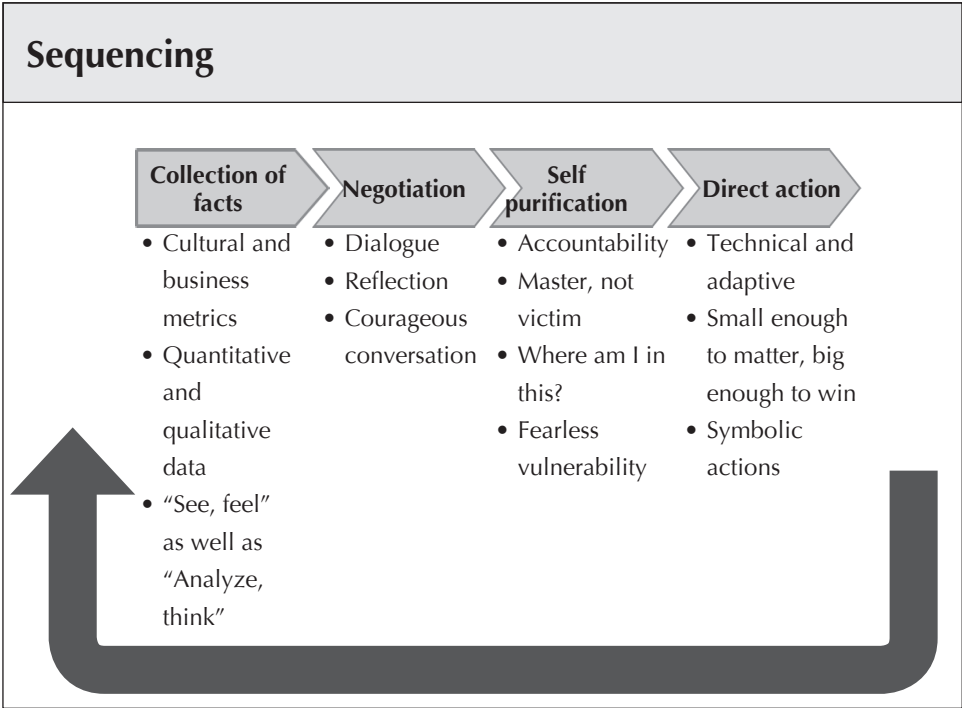 Sequencing
Collection of
facts
• Cultural and
business
metrics
• Quantitative
and
qualitative
data
• “See, feel”
as well as
“Analyze,
think”
Negotiation
• Dialogue
• Reflection
• Courageous
conversation
Self
purification
• Accountability
• Master, not
victim
• Where am I in
this?
• Fearless
vulnerability
Direct action
• Technical and
adaptive
• Small enough
to matter, big
enough to win
• Symbolic
actions